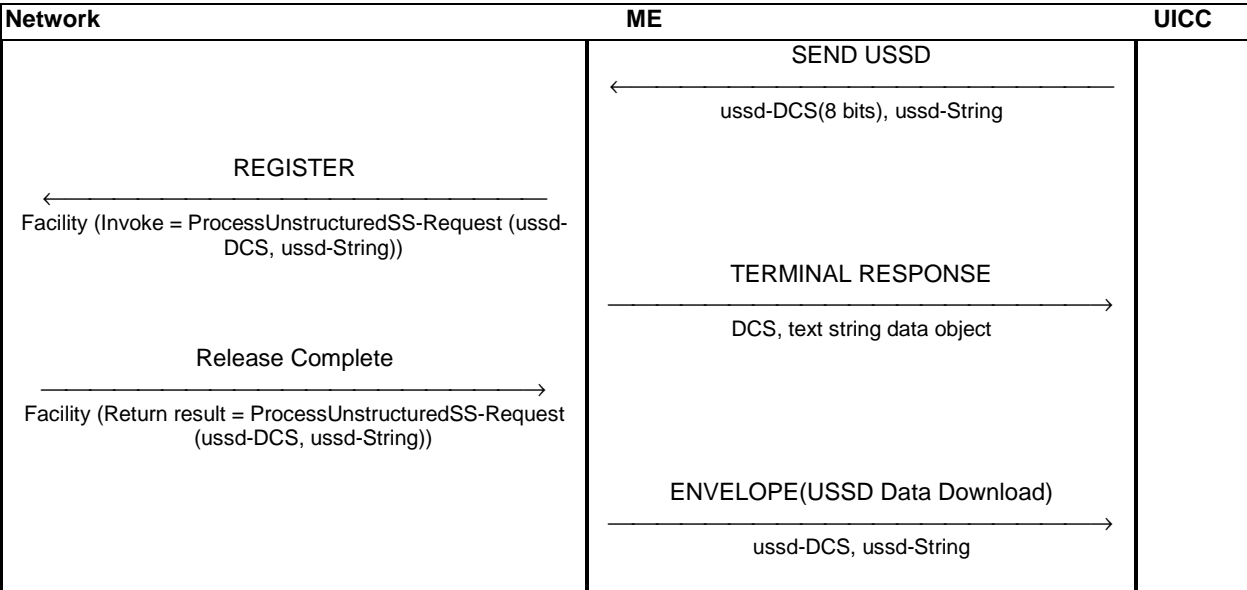 Network ME UICC
SEND USSD
ussd-DCS(8 bits), ussd-String
REGISTER
Facility (Invoke = ProcessUnstructuredSS-Request (ussd-
DCS, ussd-String))
TERMINAL RESPONSE
DCS, text string data object
Release Complete
Facility (Return result = ProcessUnstructuredSS-Request
(ussd-DCS, ussd-String))
ENVELOPE(USSD Data Download)
ussd-DCS, ussd-String